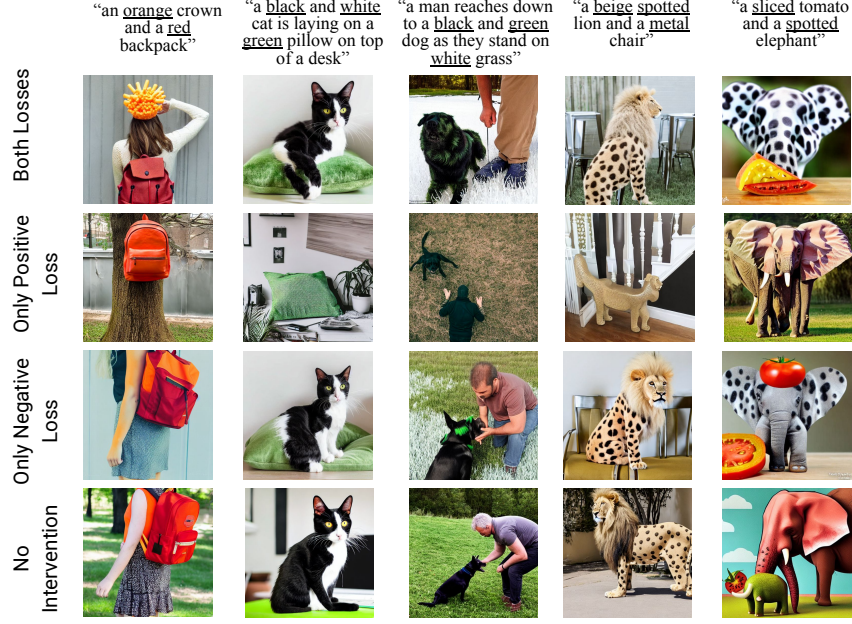 “an orange crown
and a red
backpack”
“a black and white
cat is laying on a
green pillow on top
of a desk”
“a man reaches down
to a black and green
dog as they stand on
white grass”
“a beige spotted
lion and a metal
chair”
“a sliced tomato
and a spotted
elephant”
Both Losses
Only Positive
Loss
Only Negative
Loss
No
Intervention